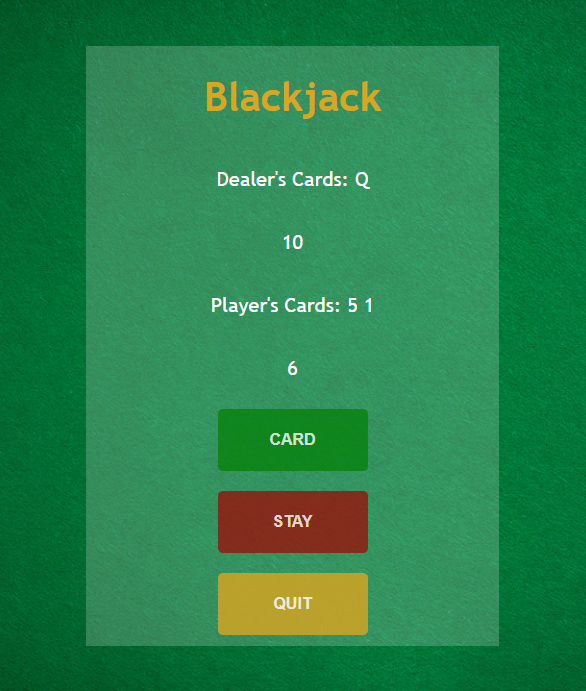 Blackjack
Dealer's Cards: Q
10
Player's Cards: 5 1
6
CARD
STAY
QUIT